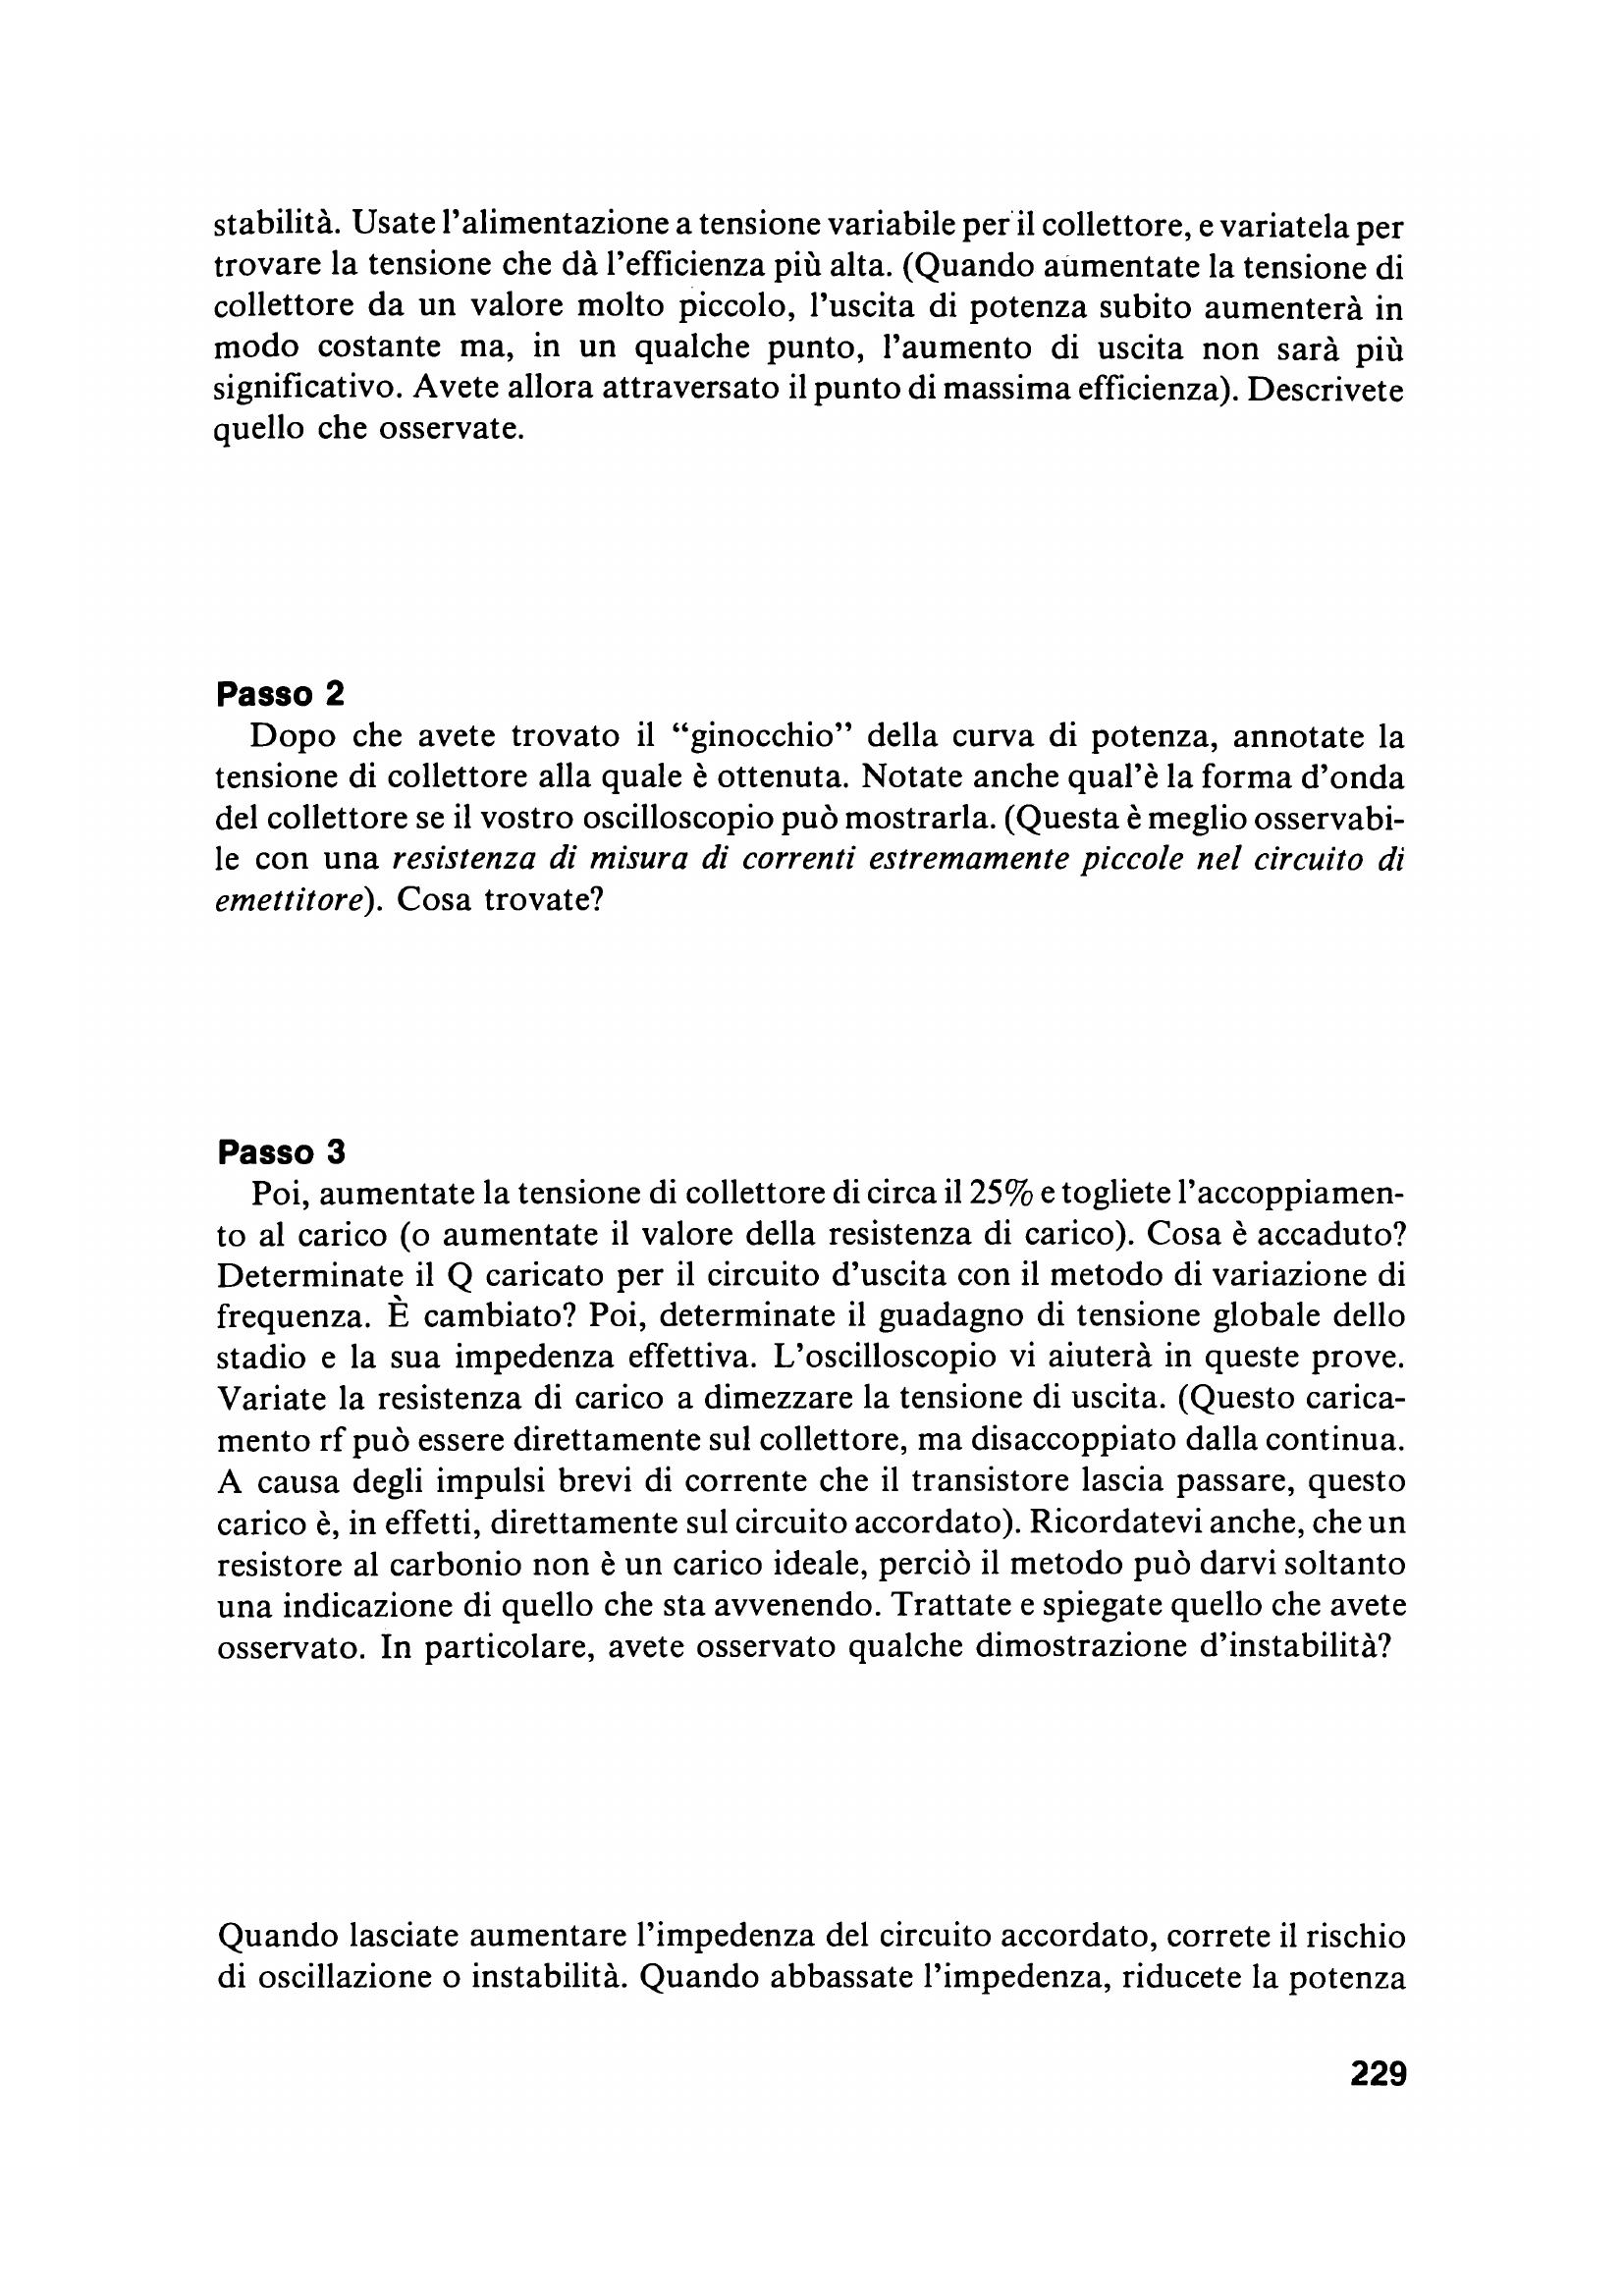 stabilità. Usate l'alimentazione a tensione variabile per il collettore, e variatela per
trovare la tensione che dà l'efficienza più alta. (Quando aumentate la tensione di
collettore da un valore molto piccolo, l'uscita di potenza subito aumenterà in
modo costante ma, in un qualche punto, l'aumento di uscita non sarà più
significativo. Avete allora attraversato il punto di massima efficienza). Descrivete
quello che osservate.
Passo 2
Dopo che avete trovato il “ginocchio” della curva di potenza, annotate la
tensione di collettore alla quale è ottenuta. Notate anche qual'è la forma d'onda
del collettore se il vostro oscilloscopio può mostrarla. (Questa è meglio osservabi-
le con una resistenza di misura di correnti estremamente piccole nel circuito di
emettitore). Cosa trovate?
Passo 3
Poi, aumentate la tensione di collettore di circa il 25% e togliete l'accoppiamen-
to al carico (o aumentate il valore della resistenza di carico). Cosa è accaduto?
Determinate il Q caricato per il circuito d'uscita con il metodo di variazione di
frequenza. È cambiato? Poi, determinate il guadagno di tensione globale dello
stadio e la sua impedenza effettiva. L'oscilloscopio vi aiuterà in queste prove.
Variate la resistenza di carico a dimezzare la tensione di uscita. (Questo carica-
mento rf può essere direttamente sul collettore, ma disaccoppiato dalla continua.
A causa degli impulsi brevi di corrente che il transistore lascia passare, questo
carico è, in effetti, direttamente sul circuito accordato). Ricordatevi anche, che un
resistore al carbonio non è un carico ideale, perciò il metodo può darvi soltanto
una indicazione di quello che sta avvenendo. Trattate e spiegate quello che avete
osservato. In particolare, avete osservato qualche dimostrazione d'instabilità?
Quando lasciate aumentare l'impedenza del circuito accordato, correte il rischio
di oscillazione o instabilità. Quando abbassate l'impedenza, riducete la potenza
229